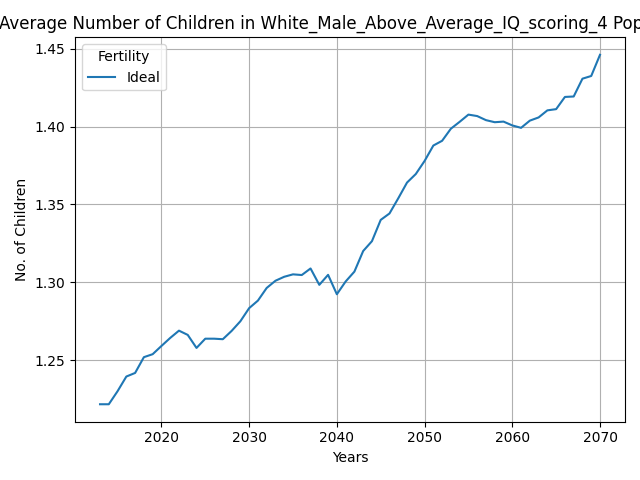 Average Number of Children in White_Male_Above_Average_IQ_scoring_4 Pop
1.45
1.40
1.35
1.30
1.25
No. of Children
Fertility
Ideal
2020 2030 2040 2050 2060 2070
Years